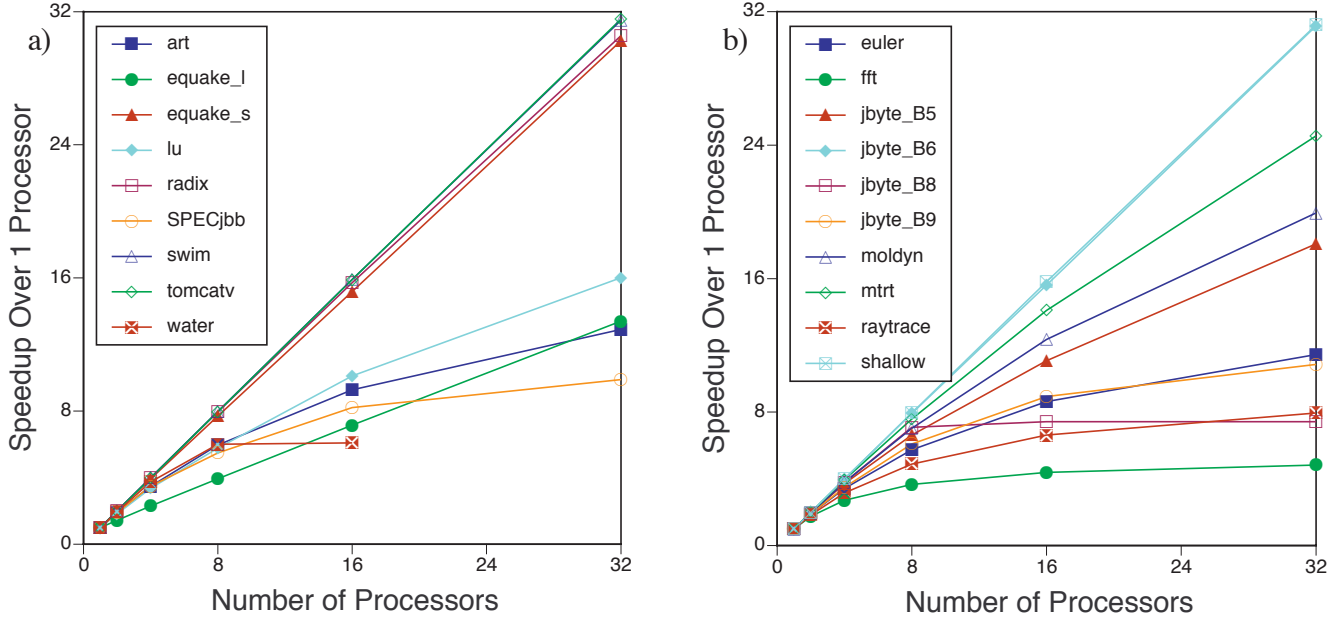 a)
Speedup Over 1 Processor
32
24
16
8
0
art
equake_l
equake_s
lu
radix
SPECjbb
swim
tomcatv
water
0 8 16 24 32
Number of Processors
b)
Speedup Over 1 Processor
32
24
16
8
0
euler
fft
jbyte_B5
jbyte_B6
jbyte_B8
jbyte_B9
moldyn
mtrt
raytrace
shallow
0 8 16 24 32
Number of Processors